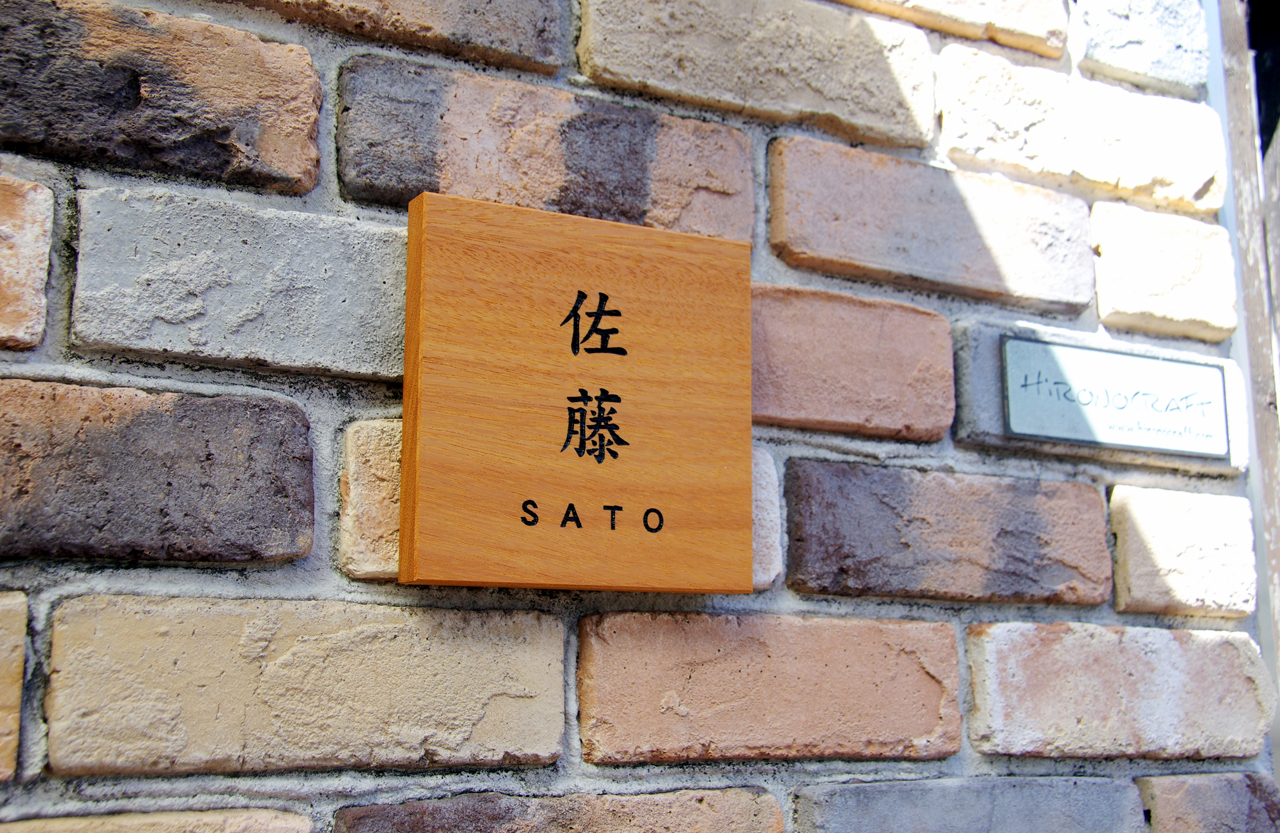 佐
藤
SATO
HiRONOCRAFT